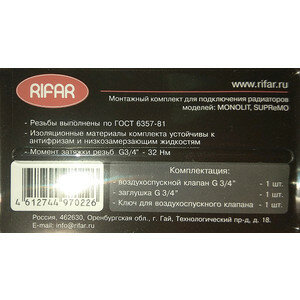 RIFAR
www.rifar.ru
Монтажный комплект для подключения радиаторов
моделей: MONOLIT, SUPReMO
• Резьбы выполнены по ГОСТ 6357-81
• Изоляционные материалы комплекта устойчивы к
антифризам и низкозамерзающим жидкостям
• Момент затяжки резьб G3/4" - 32 Нм
Комплектация:
- воздухоспускной клапан G 3/4" - 1 шт.
- заглушка G 3/4" - 1 шт.
- Ключ для воздухоспускного клапана - 1 шт.
4 612744 970226
Россия, 462630, Оренбургская обл., г. Гай, Технологический пр-д, д. 18.
E-mail: info@rifar.ru